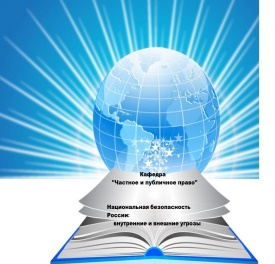 Кафедра
"Частное и публичное право"
Национальная безопасность
России:
внутренние и внешние угрозы